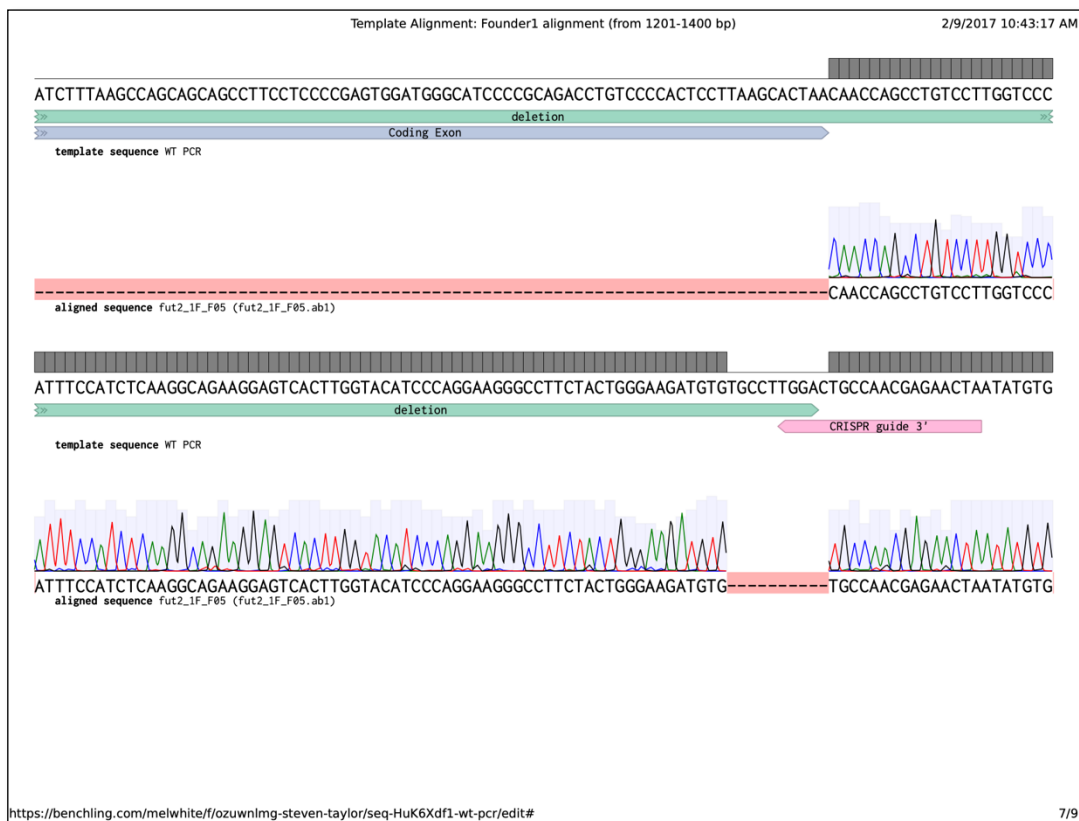 Template Alignment: Founder1 alignment (from 1201-1400 bp)
2/9/2017 10:43:17 AM
ATCTTTAAGCCAGCAGCAGCCTTCCTCCCCGAGTGGATGGGCATCCCCGCAGACCTGTCCCCACTCCTTAAGCACTAACAACCAGCCTGTCCTTGGTCCC
deletion
Coding Exon
template sequence WT PCR
------------------------------------------------------------------------------CAACCAGCCTGTCCTTGGTCCC
aligned sequence fut2_1F_F05 (fut2_1F_F05.ab1)
ATTTCCATCTCAAGGCAGAAGGAGTCACTTGGTACATCCCAGGAAGGGCCTTCTACTGGGAAGATGTGTGCCTTGGACTGCCAACGAGAACTAATATGTG
deletion
CRISPR guide 3'
template sequence WT PCR
ATTTCCATCTCAAGGCAGAAGGAGTCACTTGGTACATCCCAGGAAGGGCCTTCTACTGGGAAGATGTG----------TGCCAACGAGAACTAATATGTG
aligned sequence fut2_1F_F05 (fut2_1F_F05.ab1)
https://benchling.com/melwhite/f/ozuwnlmg-steven-taylor/seq-HuK6Xdf1-wt-pcr/edit#
7/9